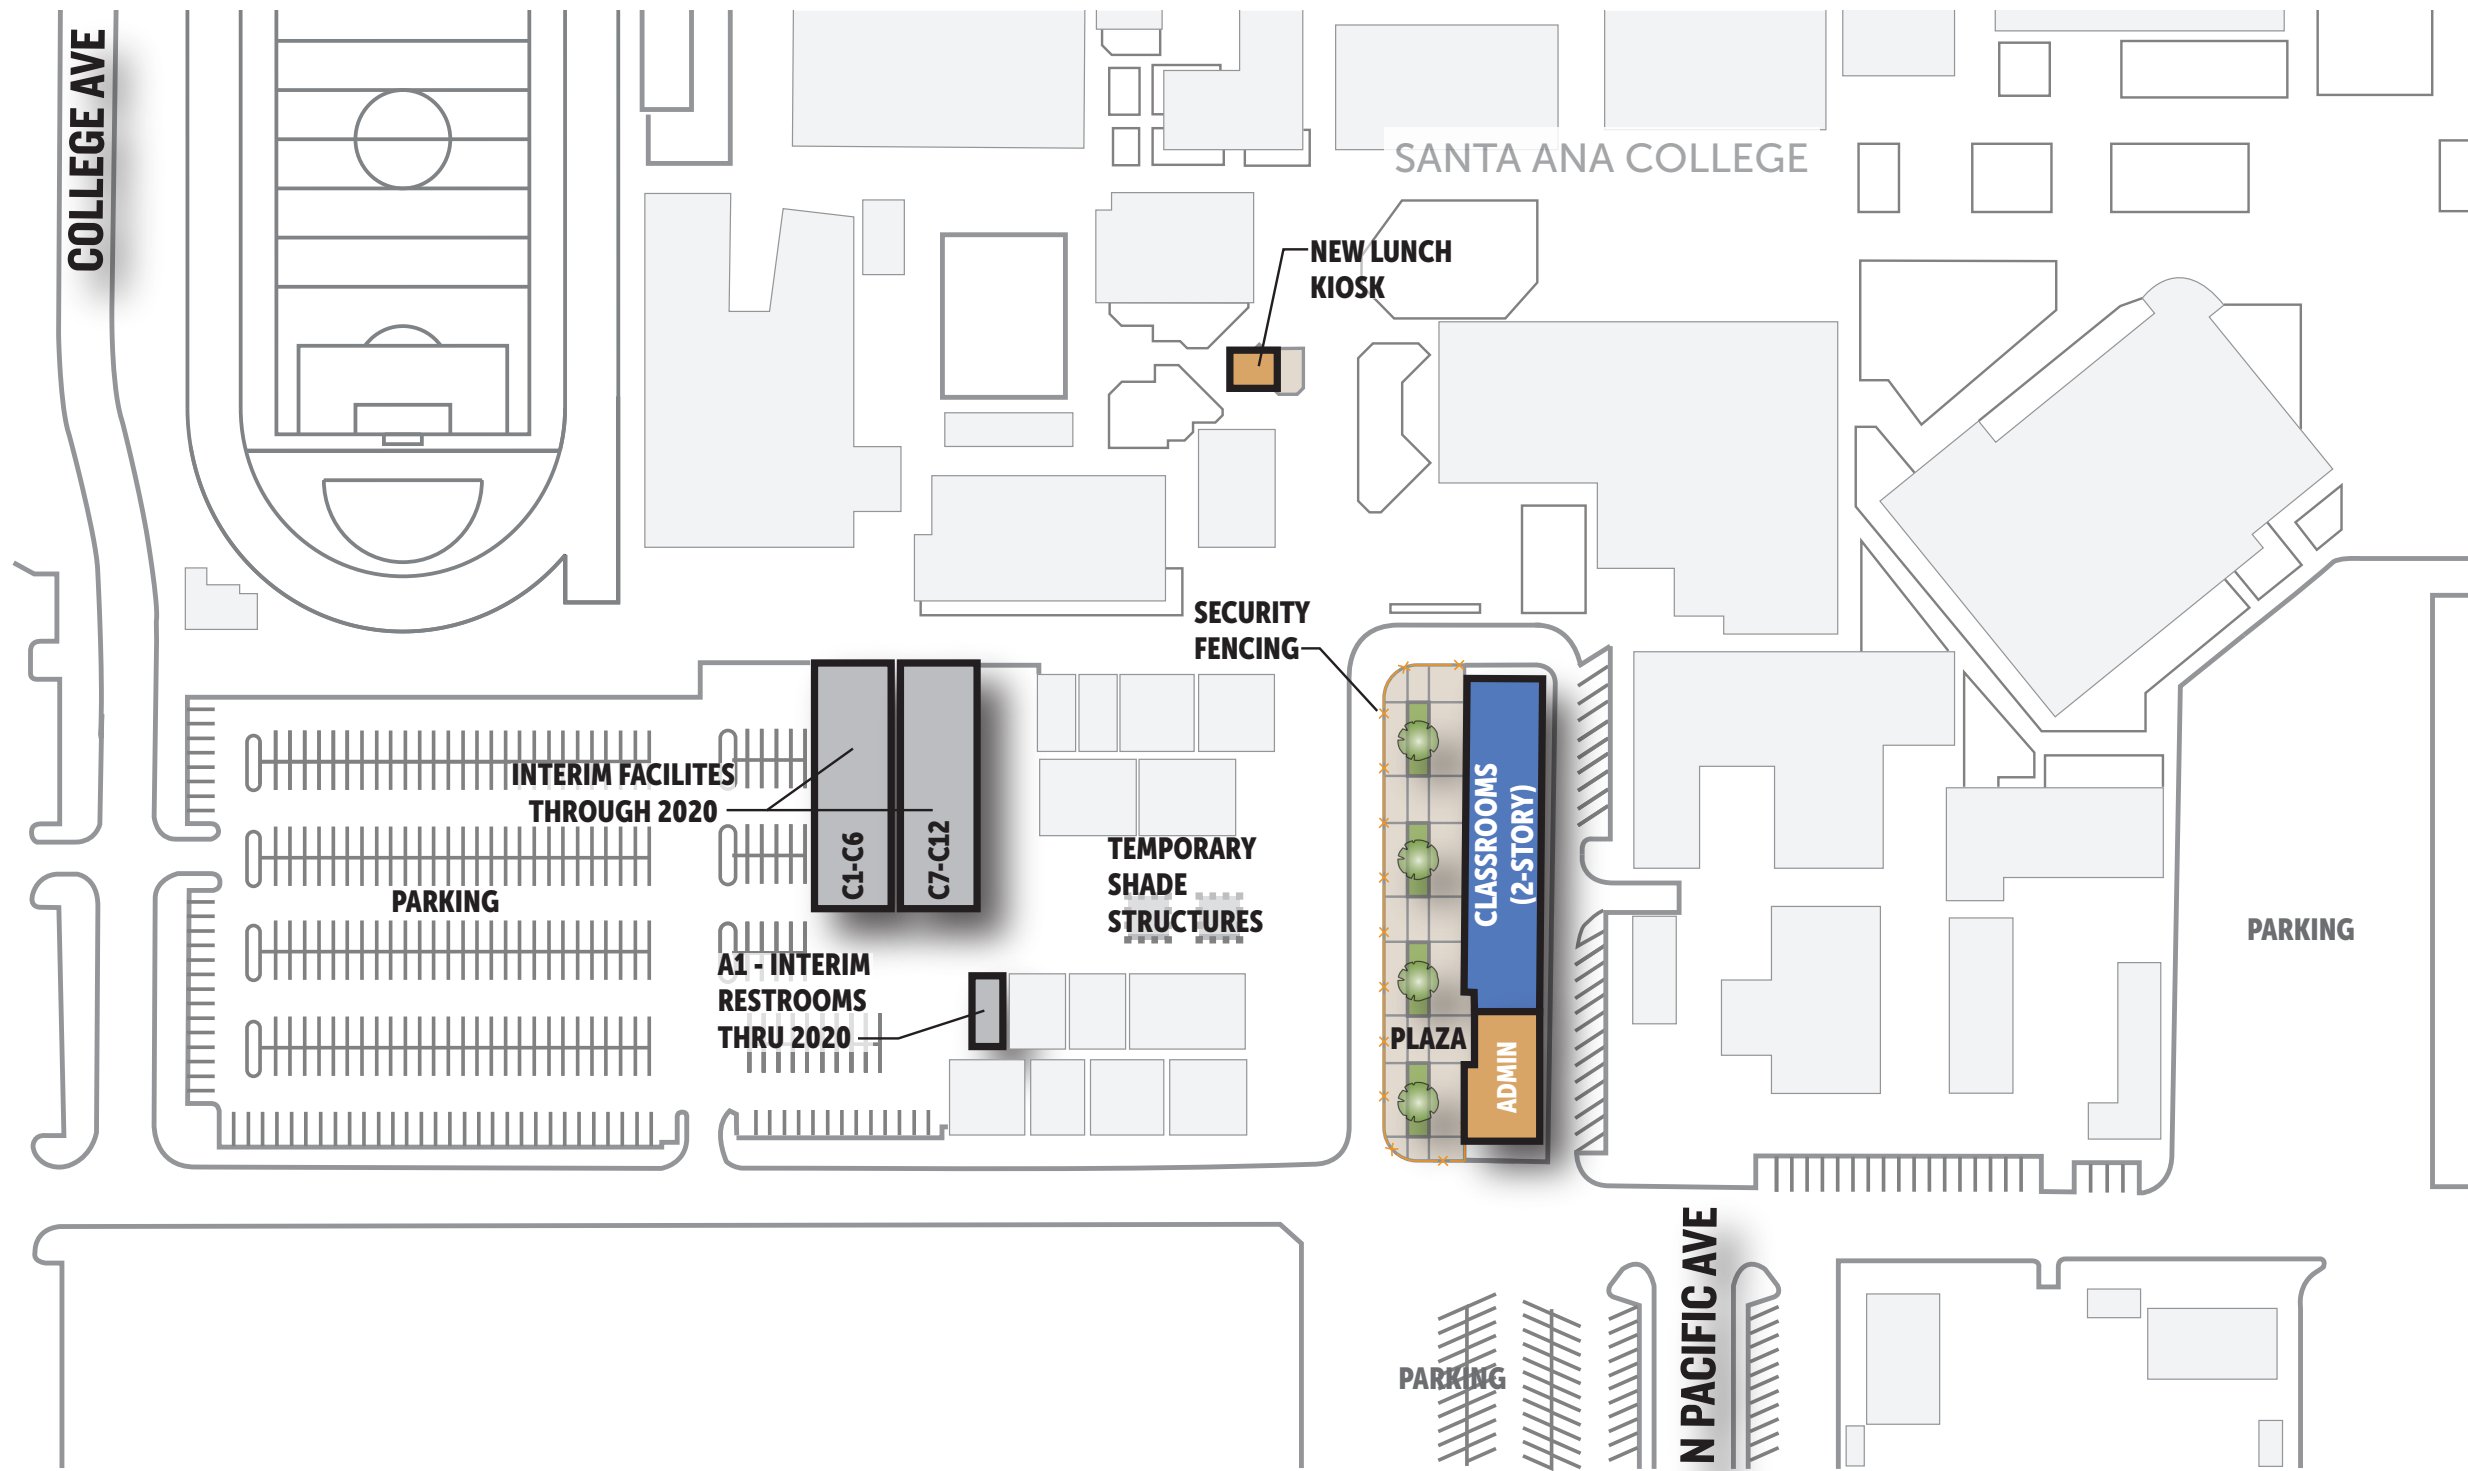 COLLEGE AVE
SANTA ANA COLLEGE
NEW LUNCH
KIOSK
SECURITY
FENCING
INTERIM FACILITES
THROUGH 2020
C1-C6
C7-C12
TEMPORARY
SHADE
STRUCTURES
CLASSROOMS
(2-STORY)
PARKING
PARKING
A1 - INTERIM
RESTROOMS
THRU 2020
PLAZA
ADMIN
N PACIFIC AVE
PARKING